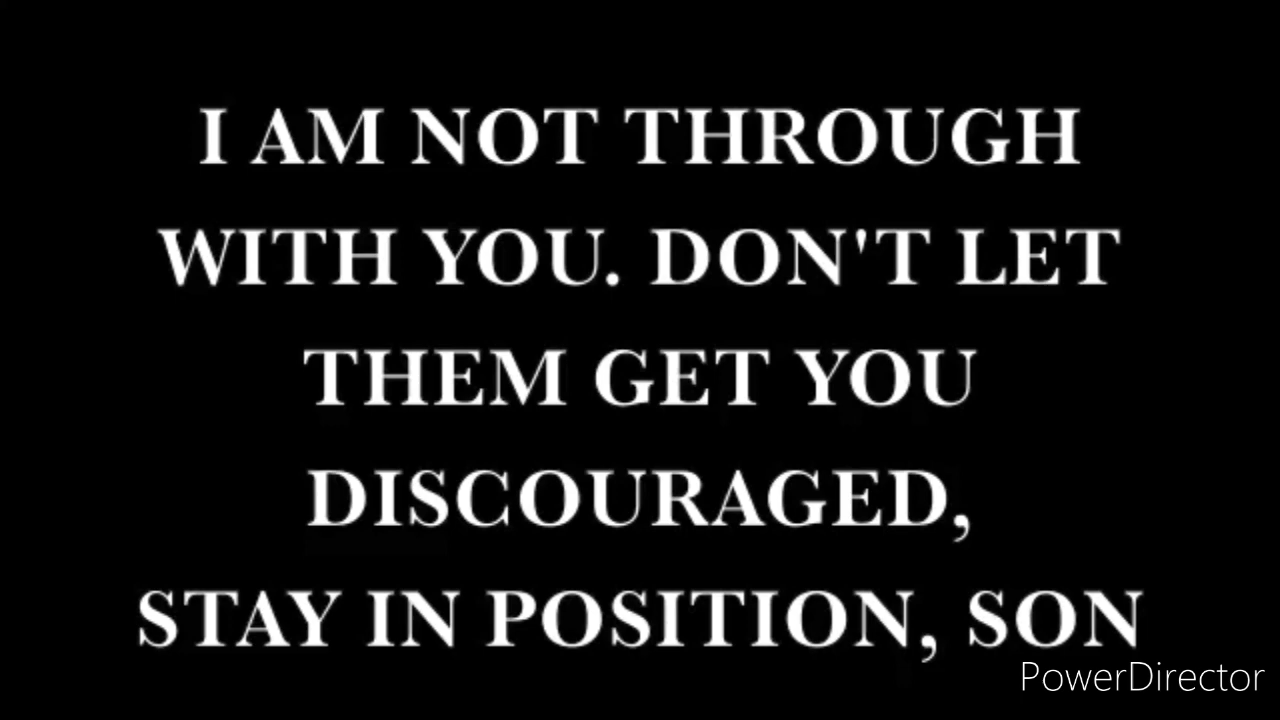 I AM NOT THROUGH
WITH YOU. DON'T LET
THEM GET YOU
DISCOURAGED,
STAY IN POSITION, SON
PowerDirector